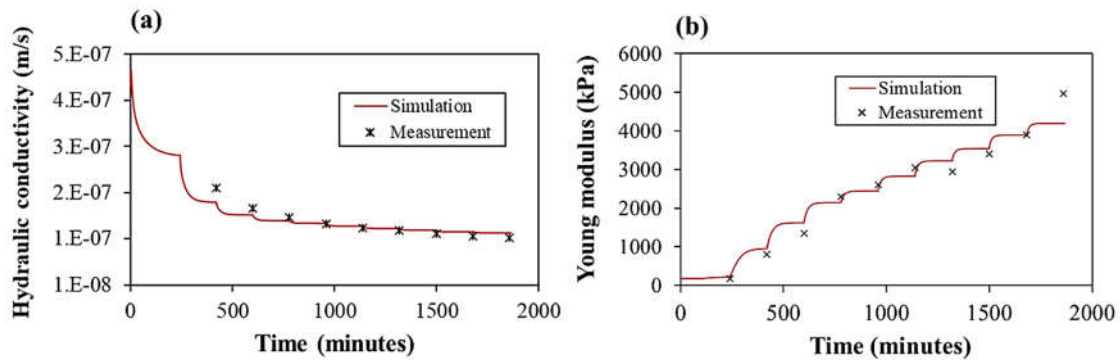 (a)
Hydraulic conductivity (m/s)
5.E-07
4.E-07
3.E-07
2.E-07
1.E-07
1.E-08
Simulation
Measurement
0 500 1000 1500 2000
Time (minutes)
(b)
Young modulus (kPa)
6000
5000
4000
3000
2000
1000
0
Simulation
Measurement
0 500 1000 1500 2000
Time (minutes)